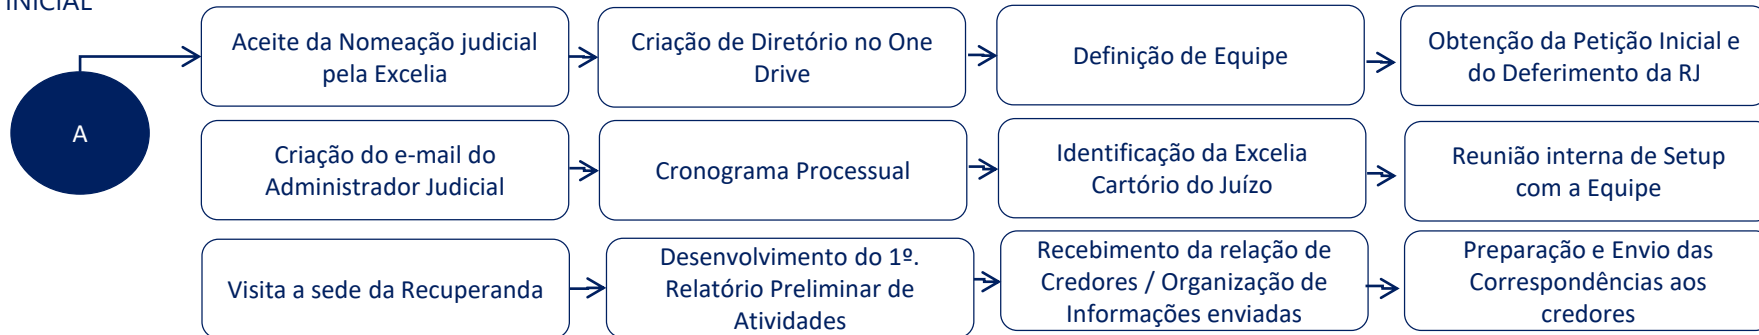 INICIAL
A
Aceite da Nomeação judicial
pela Excelia
Criação de Diretório no One
Drive
Definição de Equipe
Obtenção da Petição Inicial e
do Deferimento da RJ
Criação do e-mail do
Administrador Judicial
Cronograma Processual
Identificação da Excelia
Cartório do Juízo
Reunião interna de Setup
com a Equipe
Visita a sede da Recuperanda
Desenvolvimento do 1º.
Relatório Preliminar de
Atividades
Recebimento da relação de
Credores / Organização de
Informações enviadas
Preparação e Envio das
Correspondências aos
credores